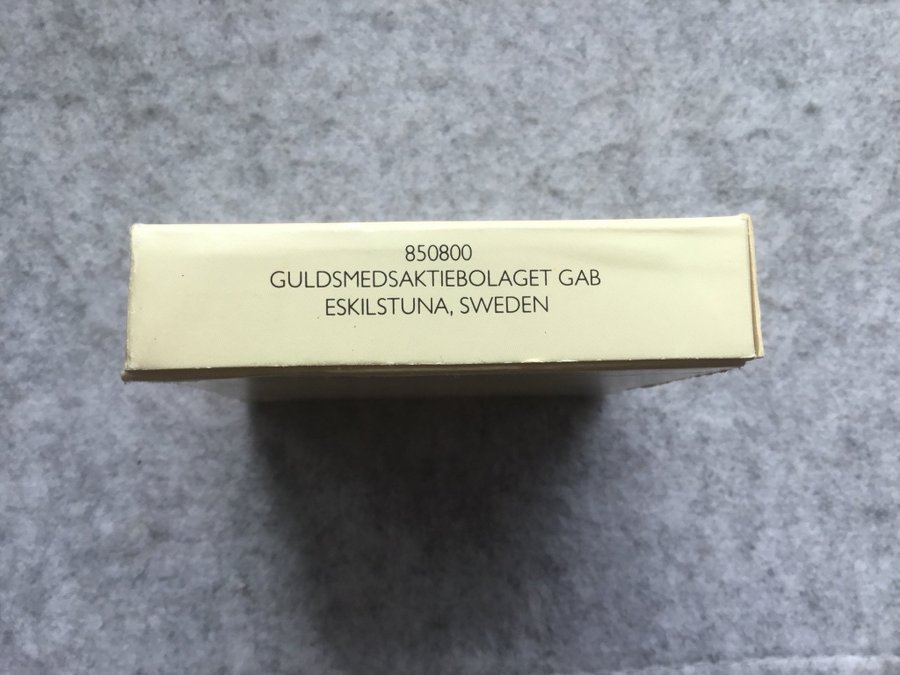 850800
GULDSMEDSAKTIEBOLAGET GAB
ESKILSTUNA, SWEDEN